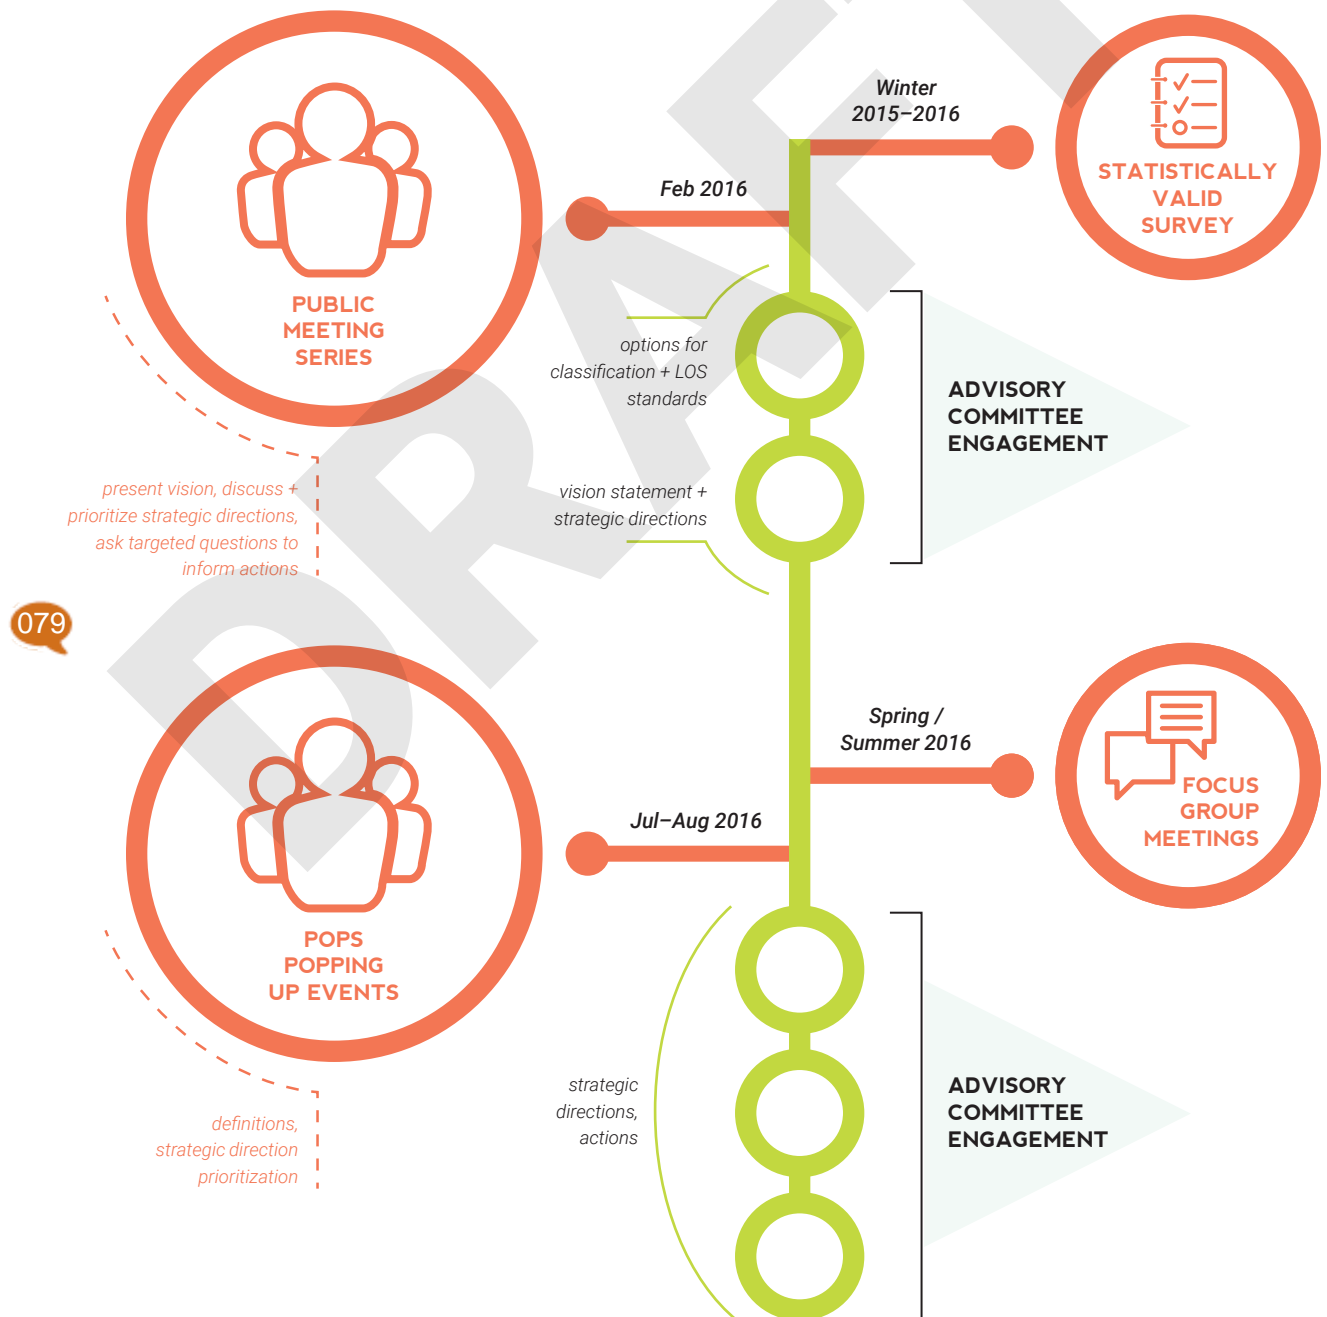 Winter
2015–2016
STATISTICALLY
VALID
SURVEY
Feb 2016
PUBLIC
MEETING
SERIES
options for
classification + LOS
standards
ADVISORY
COMMITTEE
ENGAGEMENT
present vision, discuss +
prioritize strategic directions,
ask targeted questions to
inform actions
vision statement +
strategic directions
079
Spring /
Summer 2016
FOCUS
GROUP
MEETINGS
Jul–Aug 2016
POPS
POPPING
UP EVENTS
strategic
directions,
actions
ADVISORY
COMMITTEE
ENGAGEMENT
definitions,
strategic direction
prioritization
DRAFT